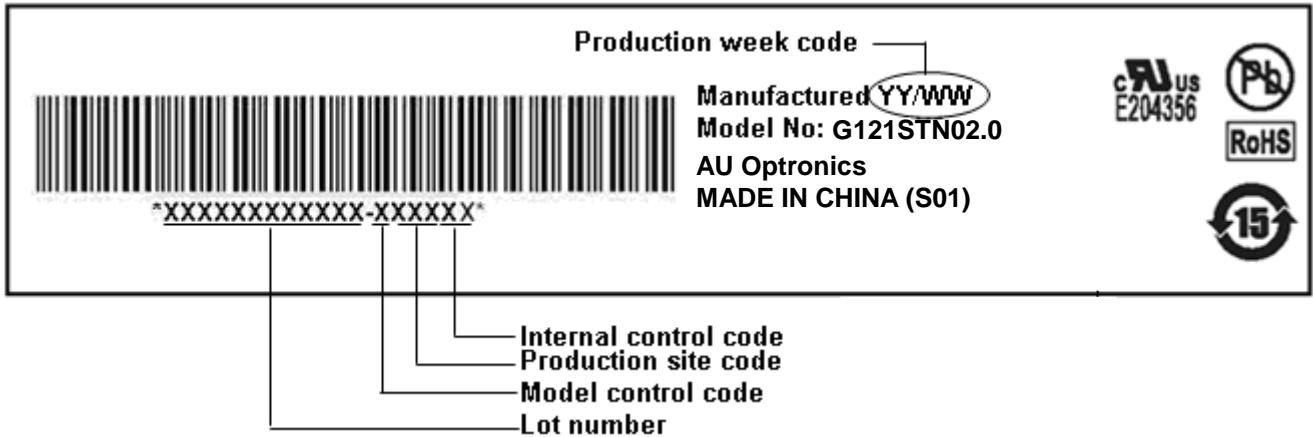 Production week code
Manufactured YY/WW
Model No: G121STN02.0
AU Optronics
MADE IN CHINA (S01)
*XXXXXXXXXXXX-XXXXXX*
c RU US
E204356
Pb
RoHS
15
Internal control code
Production site code
Model control code
Lot number